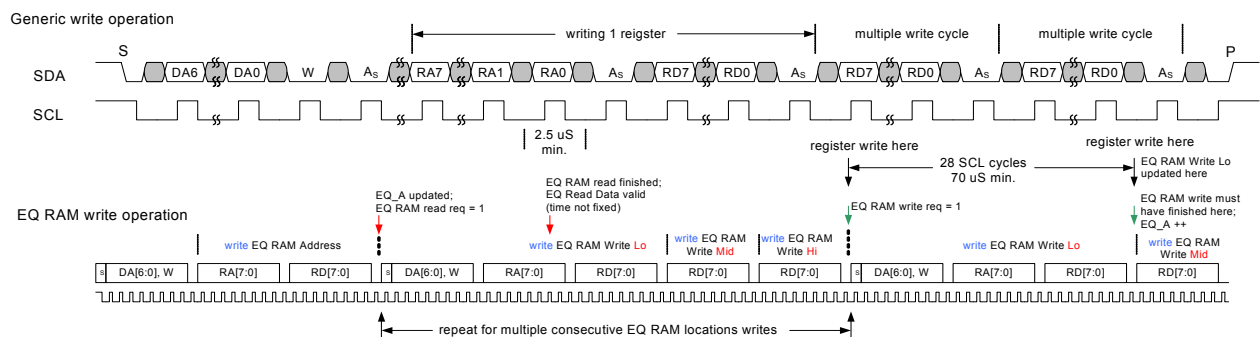 Generic write operation
writing 1 reigster
multiple write cycle
multiple write cycle
S
P
SDA
DA6
DA0
W
As
RA7
RA1
RA0
As
RD7
RD0
As
RD7
RD0
As
RD7
RD0
As
SCL
2.5 uS
min.
register write here
register write here
28 SCL cycles
70 uS min.
EQ RAM Write Lo
updated here
EQ_A updated;
EQ RAM read req = 1
EQ RAM read finished;
EQ Read Data valid
(time not fixed)
EQ RAM write req = 1
EQ RAM write must
have finished here;
EQ_A ++
EQ RAM write operation
write EQ RAM Address
write EQ RAM Write Lo
write EQ RAM
Write Mid
write EQ RAM
Write Hi
write EQ RAM Write Lo
write EQ RAM
Write Mid
s
DA[6:0], W
RA[7:0]
RD[7:0]
s
DA[6:0], W
RA[7:0]
RD[7:0]
RD[7:0]
RD[7:0]
s
DA[6:0], W
RA[7:0]
RD[7:0]
RD[7:0]
repeat for multiple consecutive EQ RAM locations writes